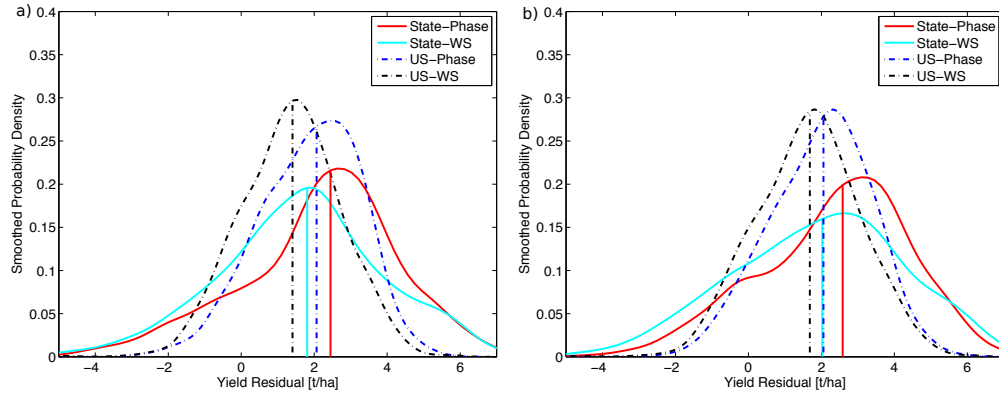 a)
Smoothed Probability Density
0.4
0.35
0.3
0.25
0.2
0.15
0.1
0.05
0
−4
−2
0
2
4
6
Yield Residual [t/ha]
State−Phase
State−WS
US−Phase
US−WS
b)
Smoothed Probability Density
0.4
0.35
0.3
0.25
0.2
0.15
0.1
0.05
0
−4
−2
0
2
4
6
Yield Residual [t/ha]
State−Phase
State−WS
US−Phase
US−WS